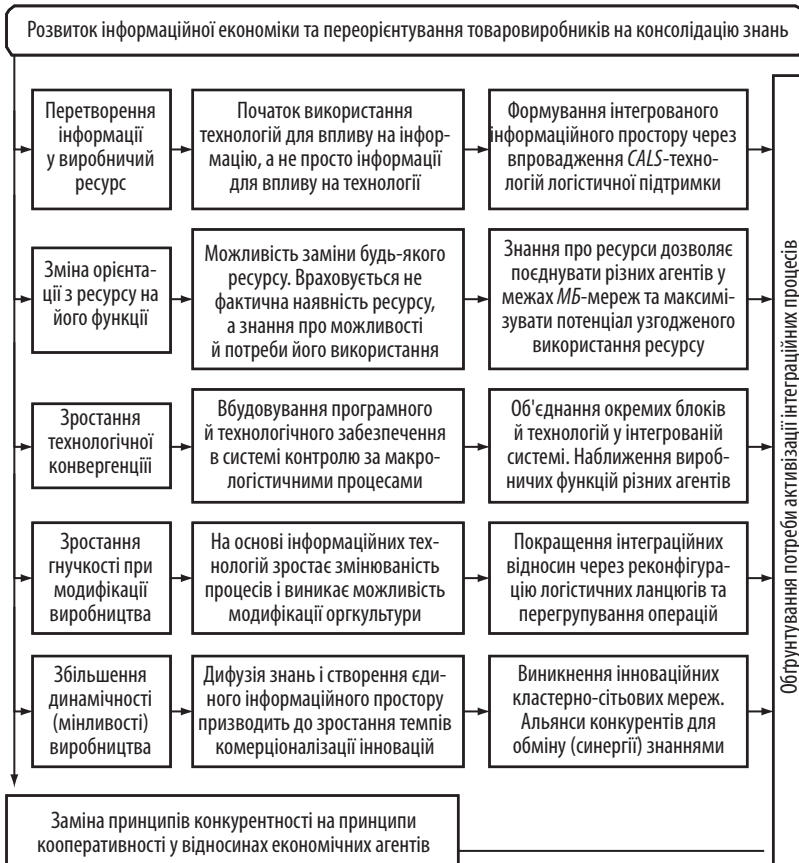 Розвиток інформаційної економіки та переорієнтування товаровиробників на консолідацію знань
Перетворення
інформації
у виробничий
ресурс
Початок використання
технологій для впливу на інфор-
мацію, а не просто інформації
для впливу на технології
Формування інтегрованого
інформаційного простору через
впровадження CALS-техно-
логій логістичної підтримки
Зміна орієнта-
ції з ресурсу на
його функції
Можливість заміни будь-якого
ресурсу. Враховується не
фактична наявність ресурсу,
а знання про можливості
й потреби його використання
Знання про ресурси дозволяє
поєднувати різних агентів у
межах МБ-мереж та максимі-
зувати потенціал узгодженого
використання ресурсу
Зростання
технологічної
конвергенціїї
Вбудовування програмного
й технологічного забезпечення
в системі контролю за макро-
логістичними процесами
Об'єднання окремих блоків
й технологій у інтегрованій
системі. Наближення вироб-
ничих функцій різних агентів
Зростання
гнучкості при
модифікації
виробництва
На основі інформаційних тех-
нологій зростає змінюваність
процесів і виникає можливість
модифікації оргкультури
Покращення інтеграційних
відносин через реконфігура-
цію логістичних ланцюгів та
перегрупування операцій
Збільшення
динамічності
(мінливості)
виробництва
Дифузія знань і створення єди-
ного інформаційного простору
призводить до зростання темпів
комерціоналізації інновацій
Виникнення інноваційних
кластерно-сітьових мереж.
Альянси конкурентів для
обміну (синергії) знаннями
Заміна принципів конкурентності на принципи
кооперативності у відносинах економічних агентів
Обґрунтування потреби активізації інтеграційних процесів